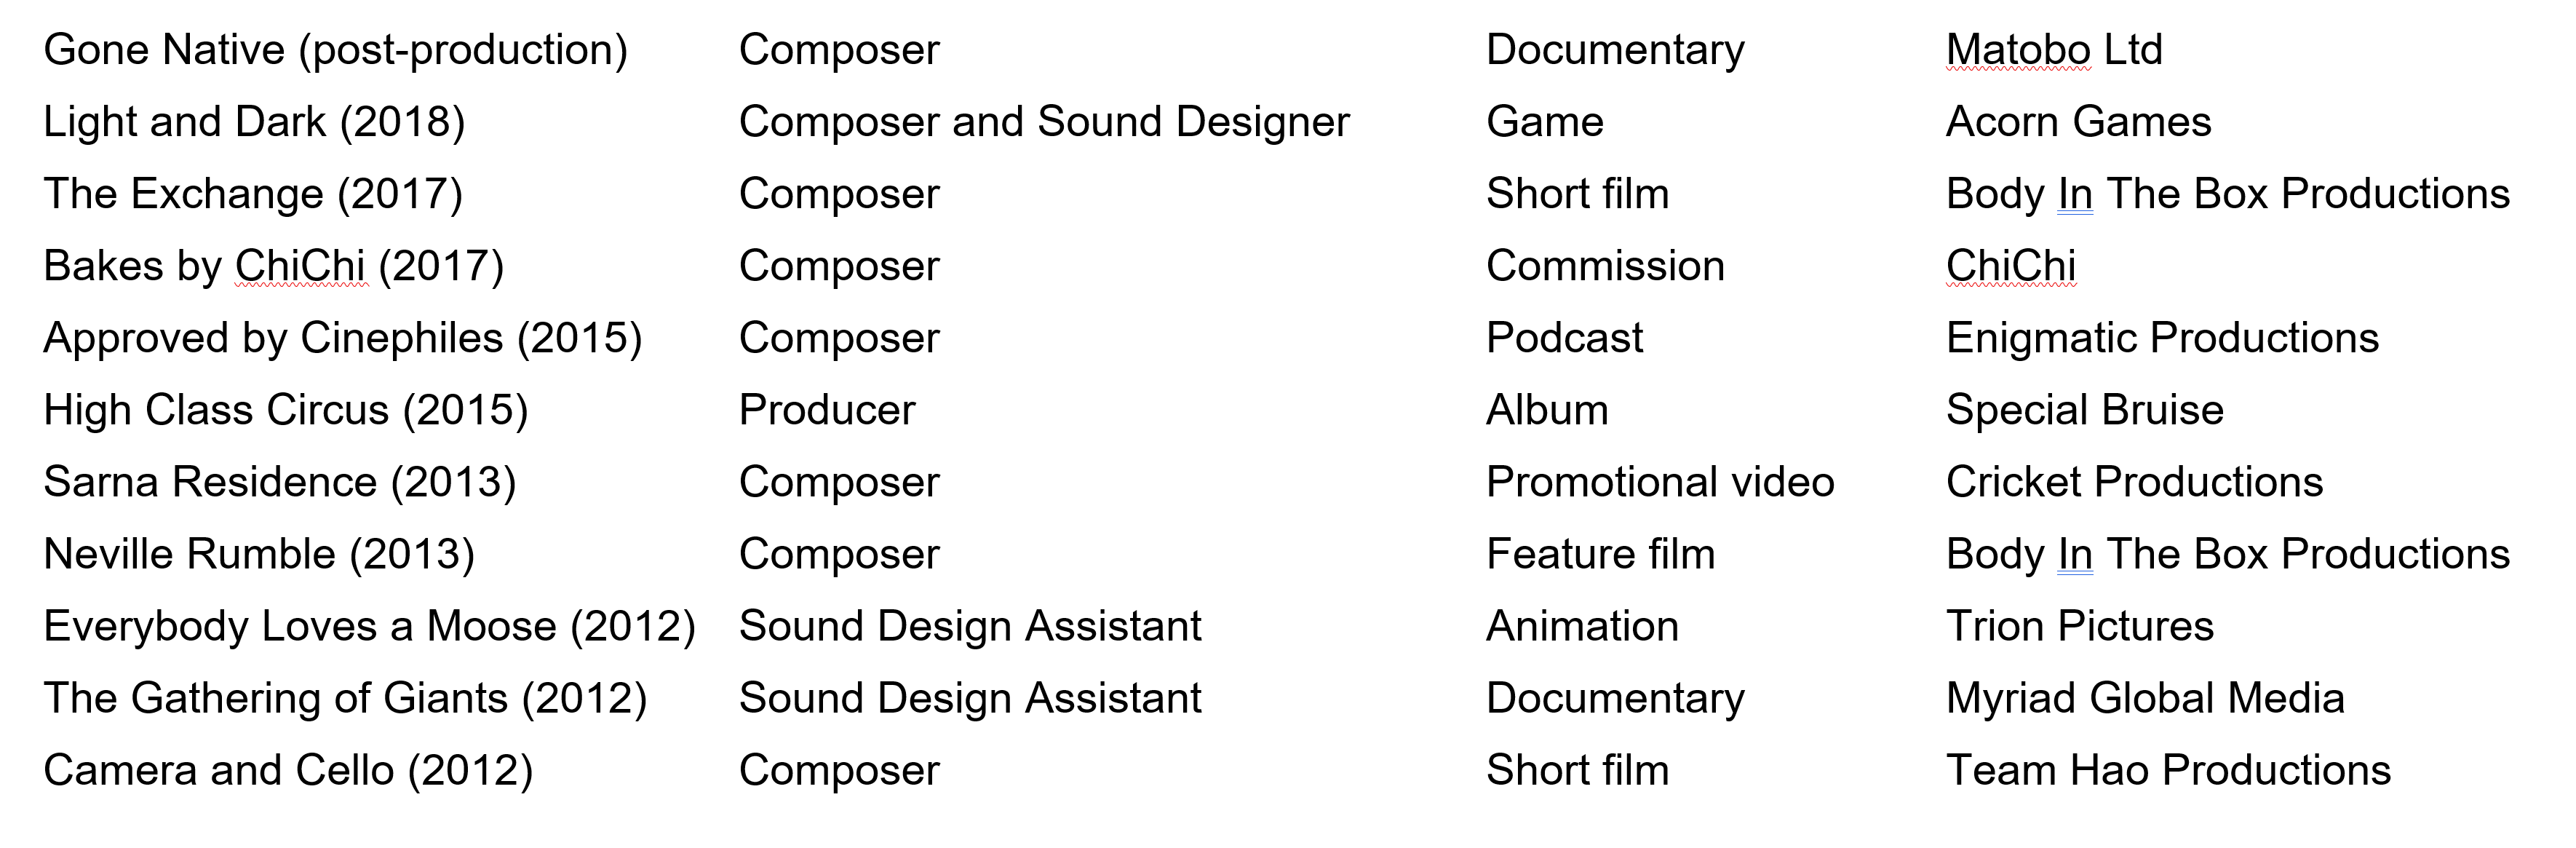 Gone Native (post-production) Composer Documentary Matobo Ltd
Light and Dark (2018) Composer and Sound Designer Game Acorn Games
The Exchange (2017) Composer Short film Body In The Box Productions
Bakes by ChiChi (2017) Composer Commission ChiChi
Approved by Cinephiles (2015) Composer Podcast Enigmatic Productions
High Class Circus (2015) Producer Album Special Bruise
Sarna Residence (2013) Composer Promotional video Cricket Productions
Neville Rumble (2013) Composer Feature film Body In The Box Productions
Everybody Loves a Moose (2012) Sound Design Assistant Animation Trion Pictures
The Gathering of Giants (2012) Sound Design Assistant Documentary Myriad Global Media
Camera and Cello (2012) Composer Short film Team Hao Productions